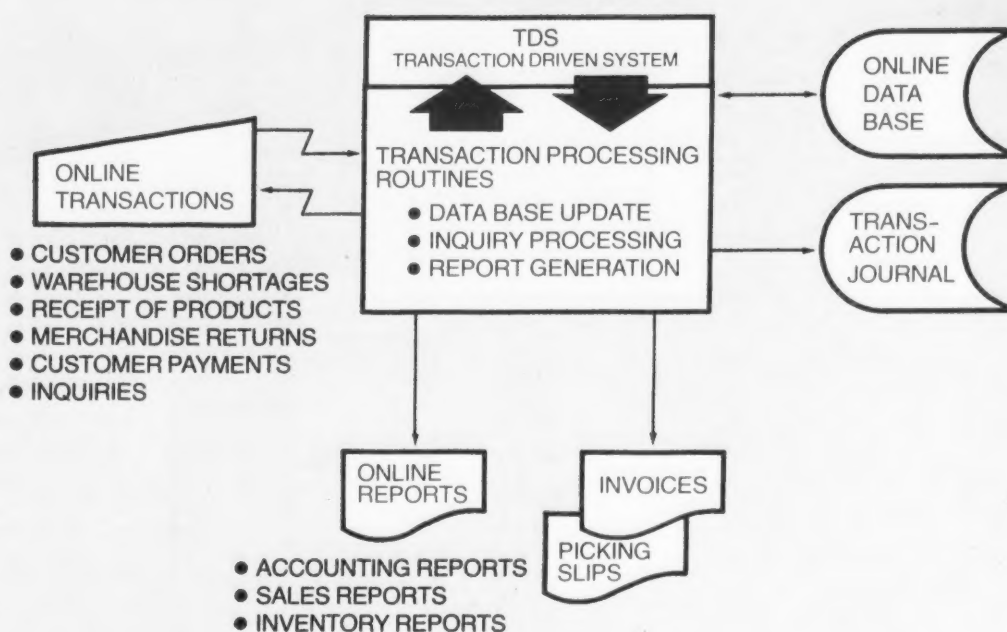 TDS
TRANSACTION DRIVEN SYSTEM
TRANSACTION PROCESSING
ROUTINES
● DATA BASE UPDATE
● INQUIRY PROCESSING
● REPORT GENERATION
ONLINE
TRANSACTIONS
● CUSTOMER ORDERS
● WAREHOUSE SHORTAGES
● RECEIPT OF PRODUCTS
● MERCHANDISE RETURNS
● CUSTOMER PAYMENTS
● INQUIRIES
ONLINE
DATA
BASE
TRANS-
ACTION
JOURNAL
ONLINE
REPORTS
● ACCOUNTING REPORTS
● SALES REPORTS
● INVENTORY REPORTS
INVOICES
PICKING
SLIPS